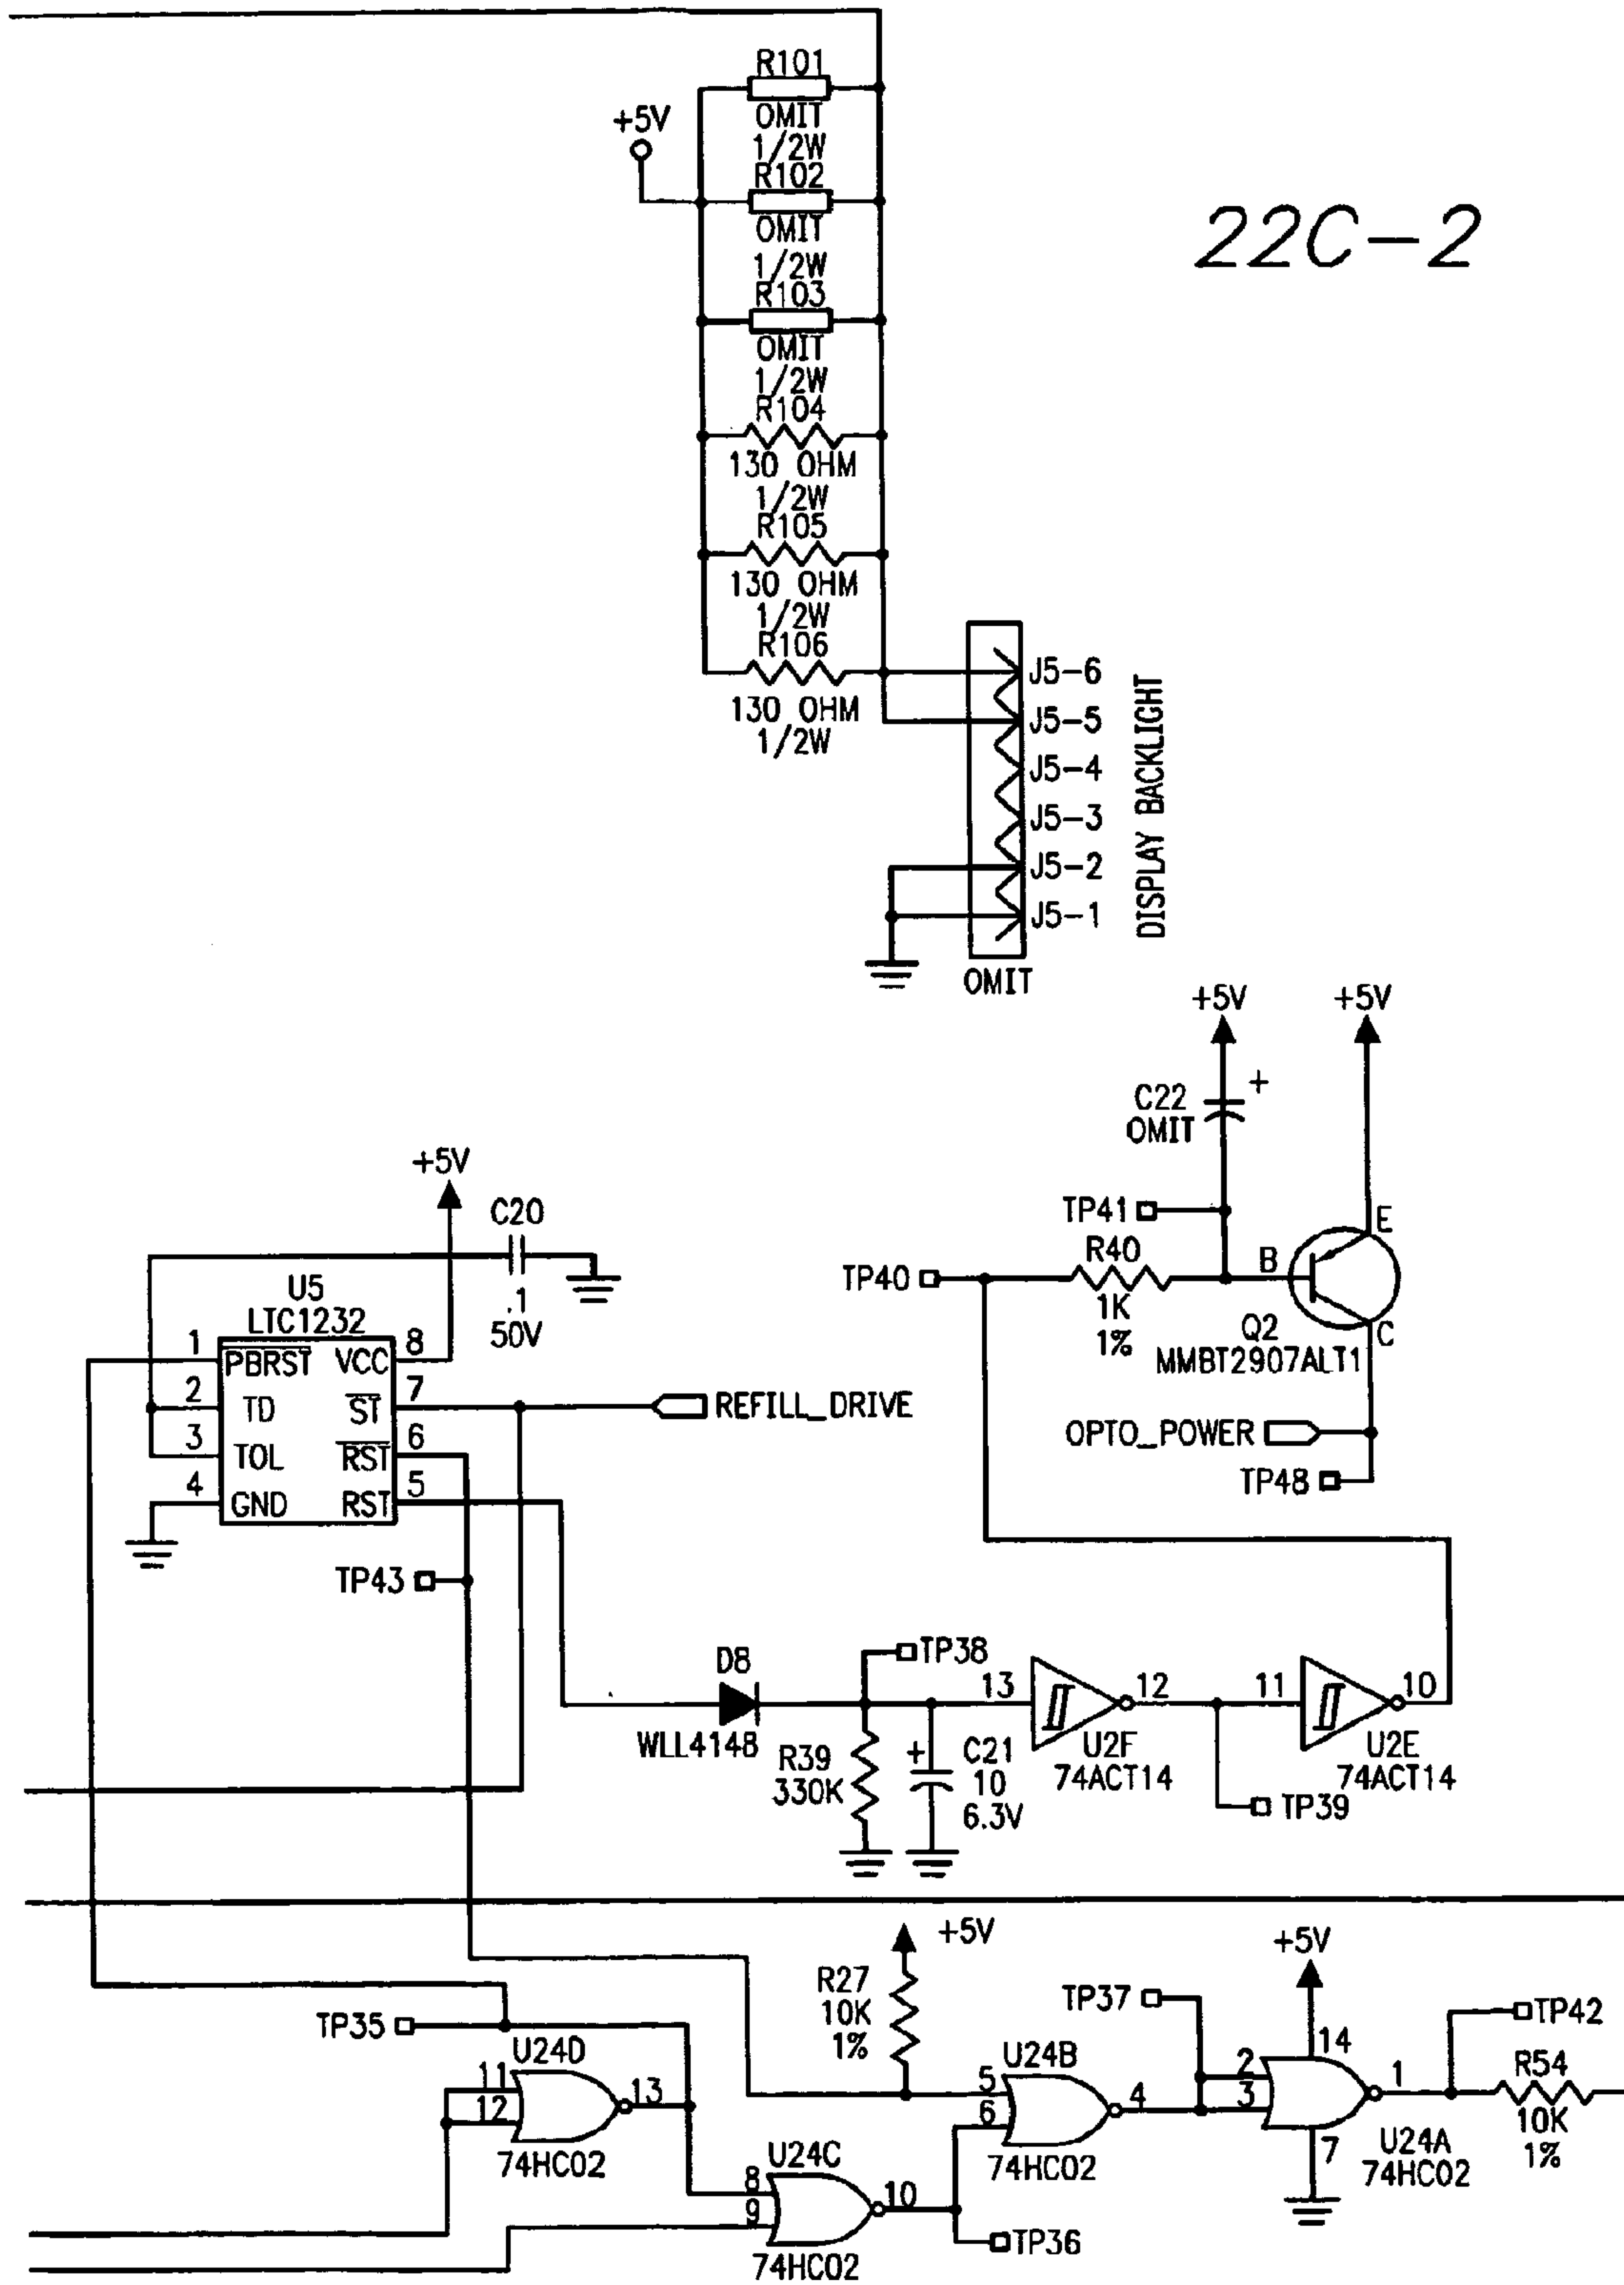 R101
OMIT
1/2W
+5V
R102
OMIT
1/2W
22C-2
R103
OMIT
1/2W
R104
130 OHM
1/2W
R105
130 OHM
1/2W
R106
130 OHM
1/2W
J5-6
J5-5
J5-4
J5-3
J5-2
J5-1
DISPLAY BACKLIGHT
OMIT
+5V
+5V
C22
OMIT
+
TP41
E
B
C
R40
1K
1%
TP40
Q2
MMBT2907ALT1
OPTO_POWER
TP48
+5V
C20
.1
50V
U5
LTC1232
1 PBRST VCC 8
2 TD ST 7
3 TOL RST 6
4 GND RST 5
REFILL_DRIVE
TP43
D8
WLL4148
TP38
R39
330K
+
C21
10
6.3V
13
12
U2F
74ACT14
11
10
U2E
74ACT14
TP39
+5V
R27
10K
1%
TP35
U24D
11
12
13
74HC02
U24C
8
9
10
74HC02
TP36
U24B
5
6
4
74HC02
TP37
+5V
14
2
3
1
7
U24A
74HC02
TP42
R54
10K
1%